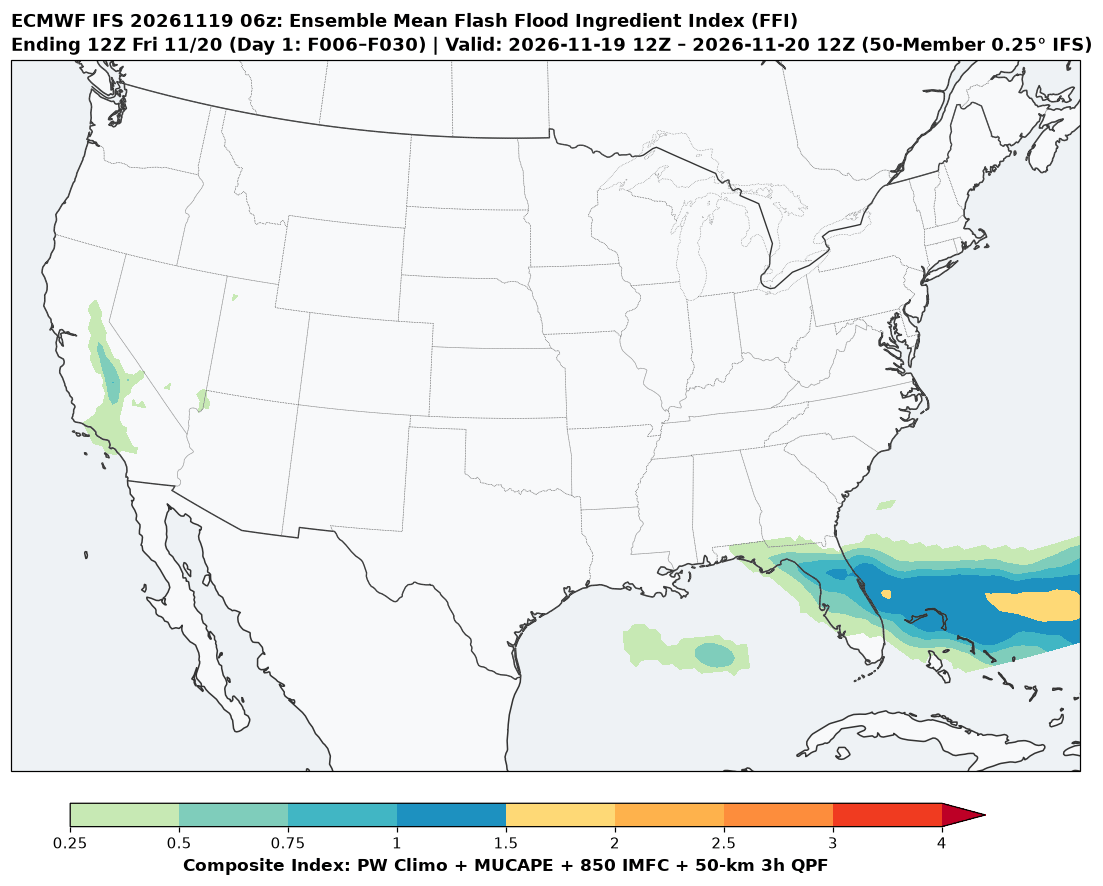 ECMWF IFS 20261119 06z: Ensemble Mean Flash Flood Ingredient Index (FFI)
Ending 12Z Fri 11/20 (Day 1: F006–F030) | Valid: 2026-11-19 12Z – 2026-11-20 12Z (50-Member 0.25° IFS)
0.25 0.5 0.75 1 1.5 2 2.5 3 4
Composite Index: PW Climo + MUCAPE + 850 IMFC + 50-km 3h QPF